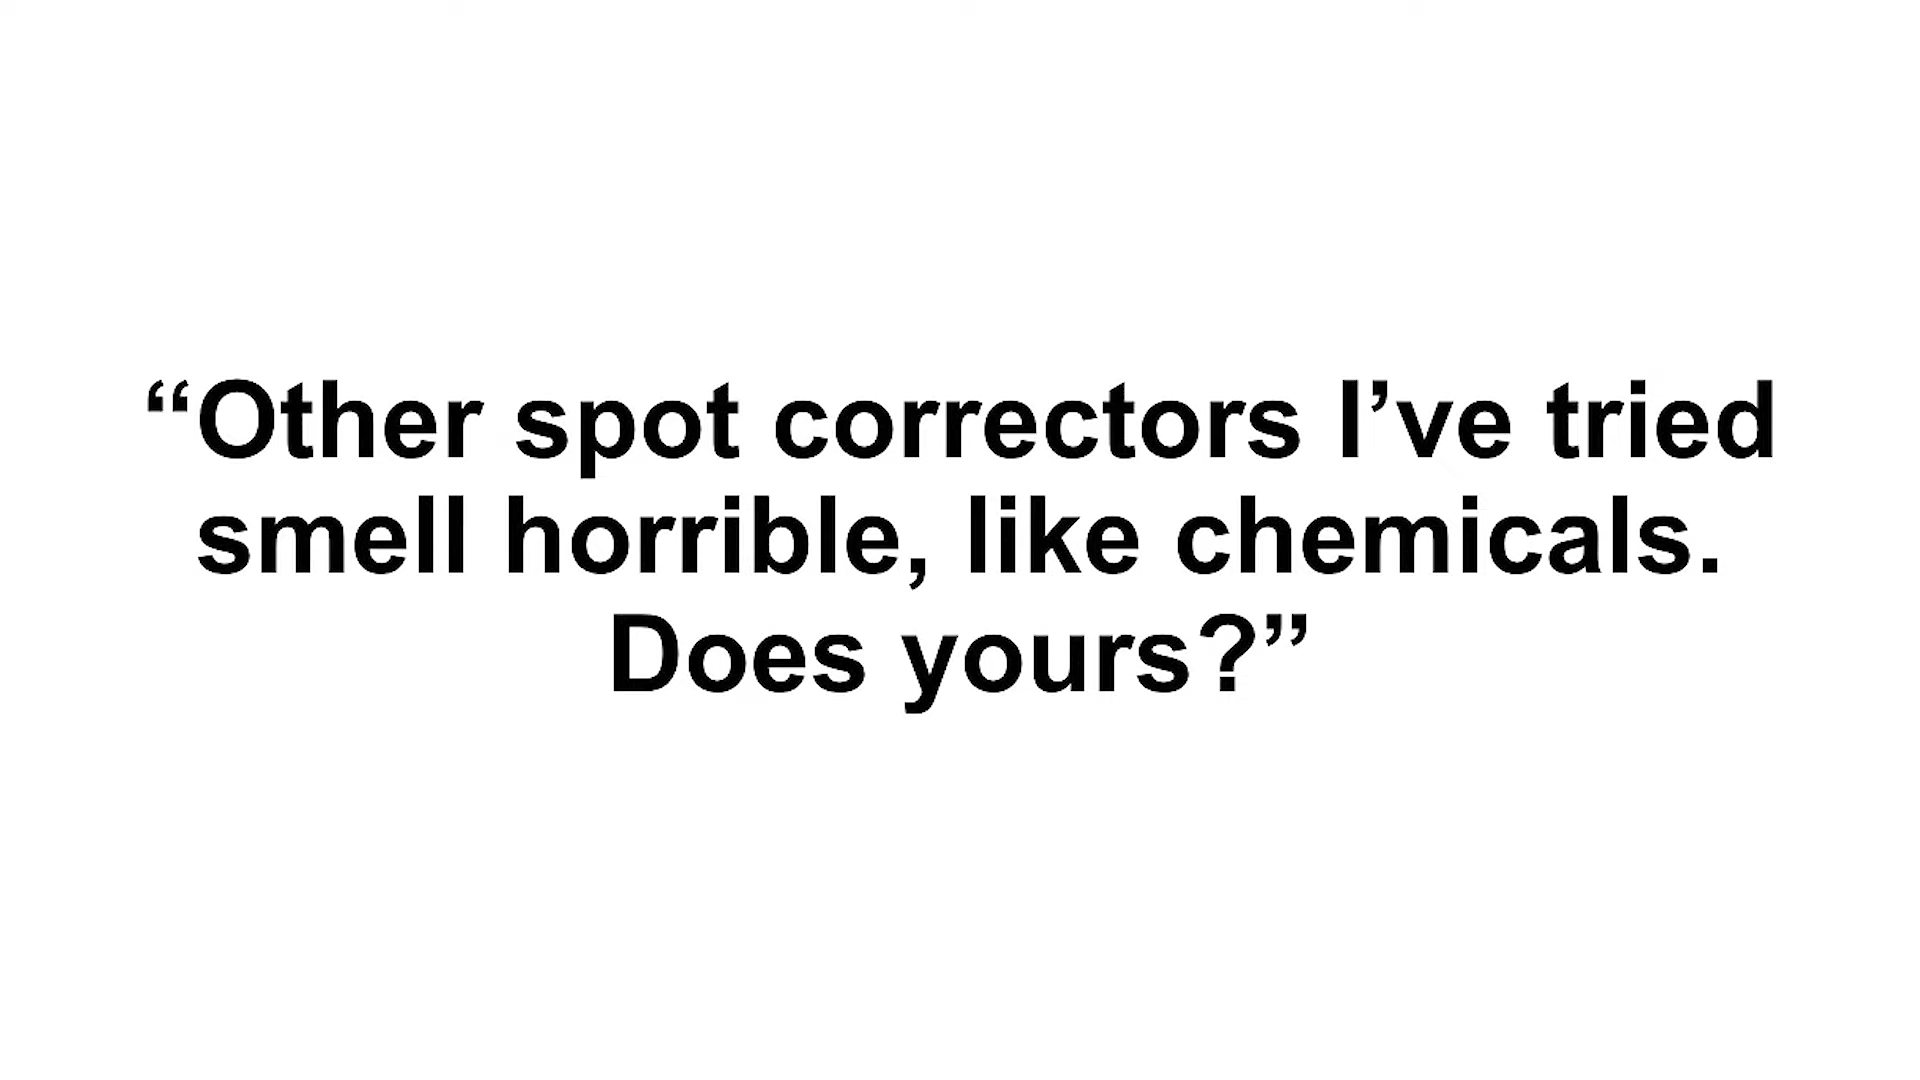 “Other spot correctors I’ve tried
smell horrible, like chemicals.
Does yours?”